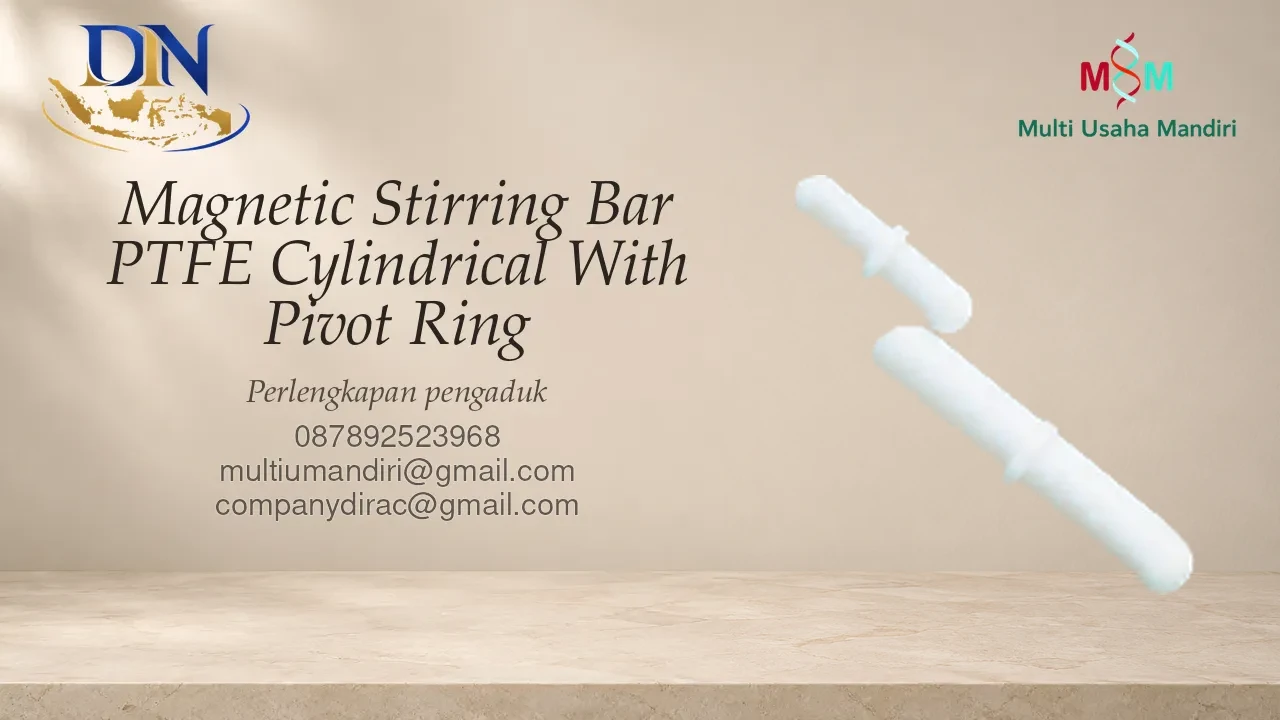 DN
M M
Multi Usaha Mandiri
Magnetic Stirring Bar
PTFE Cylindrical With
Pivot Ring
Perlengkapan pengaduk
087892523968
multiumandiri@gmail.com
companydirac@gmail.com